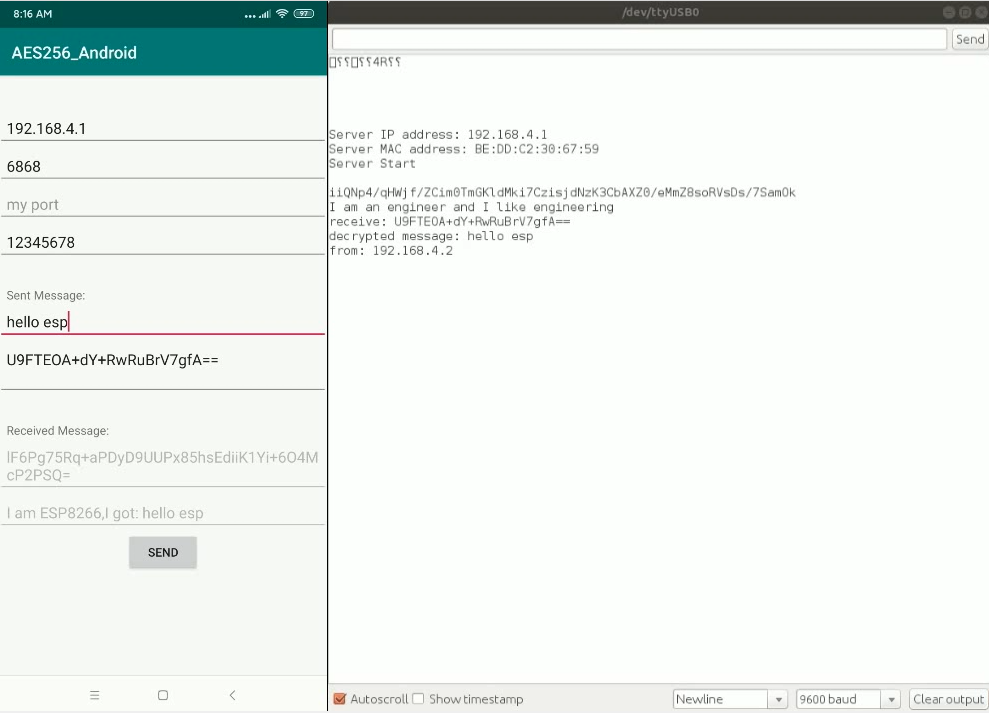 8:16 AM
97
AES256_Android
192.168.4.1
6868
my port
12345678
Sent Message:
hello esp
U9FTEOA+dY+RwRuBrV7gfA==
Received Message:
lF6Pg75Rq+aPDyD9UUPx85hsEdiiK1Yi+6O4M
cP2PSQ=
I am ESP8266,I got: hello esp
SEND
/dev/ttyUSB0
Send
Server IP address: 192.168.4.1
Server MAC address: BE:DD:C2:30:67:59
Server Start
iiQNp4/qHWjf/ZCim0TmGKldMki7CzisjdNzK3CbAXZ0/eMmZ8soRVsDs/7SamOk
I am an engineer and I like engineering
receive: U9FTEOA+dY+RwRuBrV7gfA==
decrypted message: hello esp
from: 192.168.4.2
Autoscroll
Show timestamp
Newline
9600 baud
Clear output